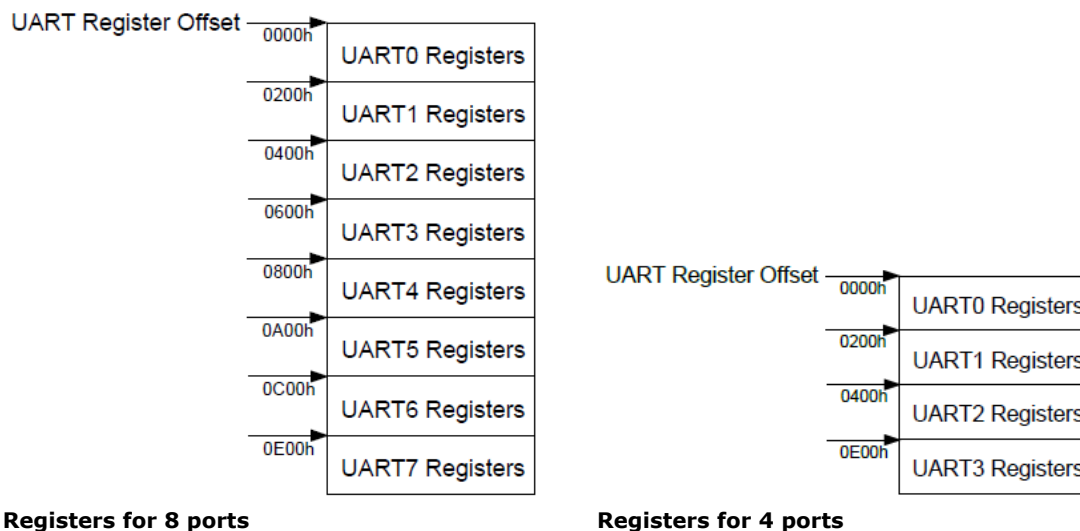 UART Register Offset
0000h
UART0 Registers
0200h
UART1 Registers
0400h
UART2 Registers
0600h
UART3 Registers
0800h
UART4 Registers
0A00h
UART5 Registers
0C00h
UART6 Registers
0E00h
UART7 Registers
Registers for 8 ports
UART Register Offset
0000h
UART0 Registers
0200h
UART1 Registers
0400h
UART2 Registers
0E00h
UART3 Registers
Registers for 4 ports